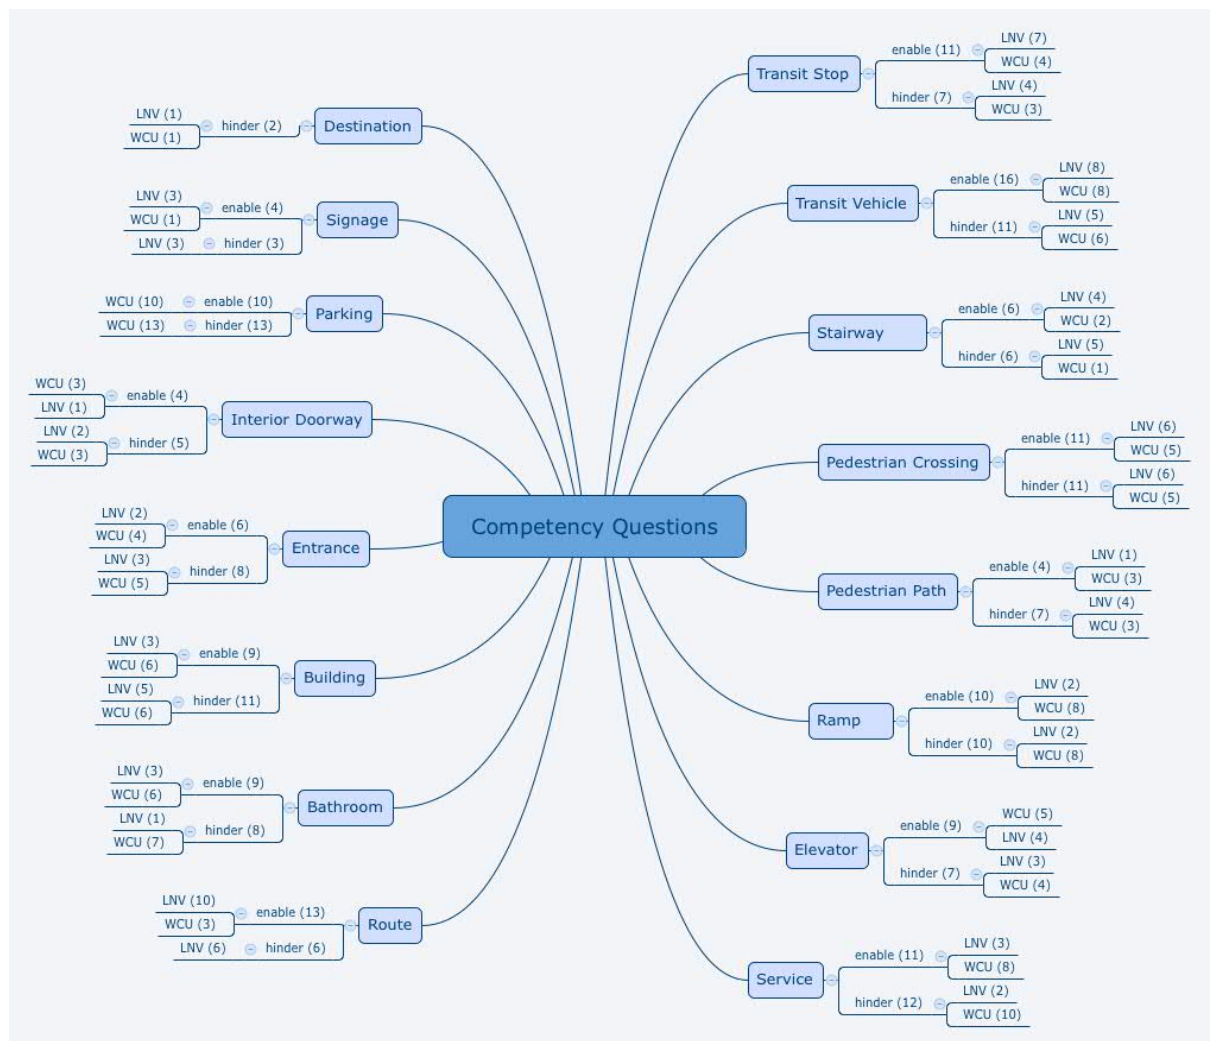 Competency Questions
Transit Stop
enable (11)
LNV (7)
WCU (4)
hinder (7)
LNV (4)
WCU (3)
Transit Vehicle
enable (16)
LNV (8)
WCU (8)
hinder (11)
LNV (5)
WCU (6)
Stairway
enable (6)
LNV (4)
WCU (2)
hinder (6)
LNV (5)
WCU (1)
Pedestrian Crossing
enable (11)
LNV (6)
WCU (5)
hinder (11)
LNV (6)
WCU (5)
Pedestrian Path
enable (4)
LNV (1)
WCU (3)
hinder (7)
LNV (4)
WCU (3)
Ramp
enable (10)
LNV (2)
WCU (8)
hinder (10)
LNV (2)
WCU (8)
Elevator
enable (9)
WCU (5)
LNV (4)
hinder (7)
LNV (3)
WCU (4)
Service
enable (11)
LNV (3)
WCU (8)
hinder (12)
LNV (2)
WCU (10)
Destination
hinder (2)
LNV (1)
WCU (1)
Signage
enable (4)
LNV (3)
WCU (1)
hinder (3)
LNV (3)
Parking
enable (10)
WCU (10)
hinder (13)
WCU (13)
Interior Doorway
enable (4)
WCU (3)
LNV (1)
hinder (5)
LNV (2)
WCU (3)
Entrance
enable (6)
LNV (2)
WCU (4)
hinder (8)
LNV (3)
WCU (5)
Building
enable (9)
LNV (3)
WCU (6)
hinder (11)
LNV (5)
WCU (6)
Bathroom
enable (9)
LNV (3)
WCU (6)
hinder (8)
LNV (1)
WCU (7)
Route
enable (13)
LNV (10)
WCU (3)
hinder (6)
LNV (6)